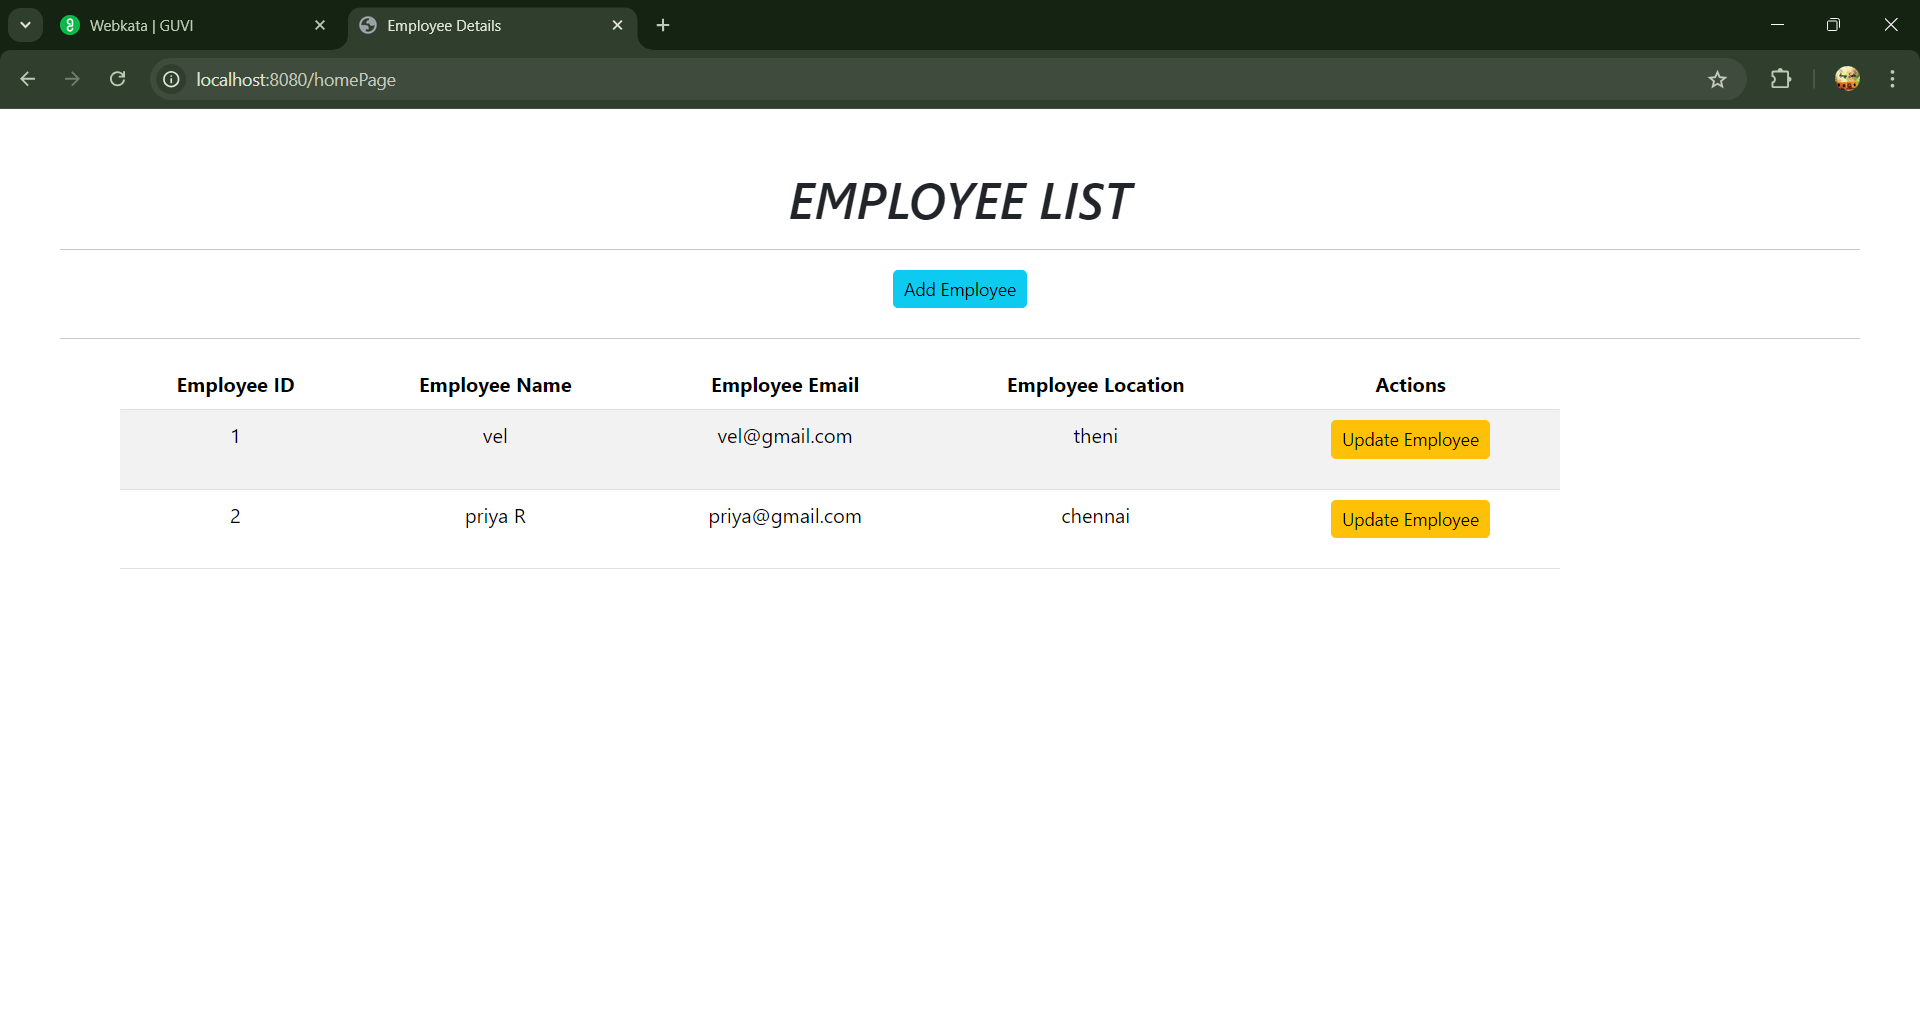 Webkata | GUVI
Employee Details
localhost:8080/homePage
EMPLOYEE LIST
Add Employee
Employee ID Employee Name Employee Email Employee Location Actions
1 vel vel@gmail.com theni Update Employee
2 priya R priya@gmail.com chennai Update Employee